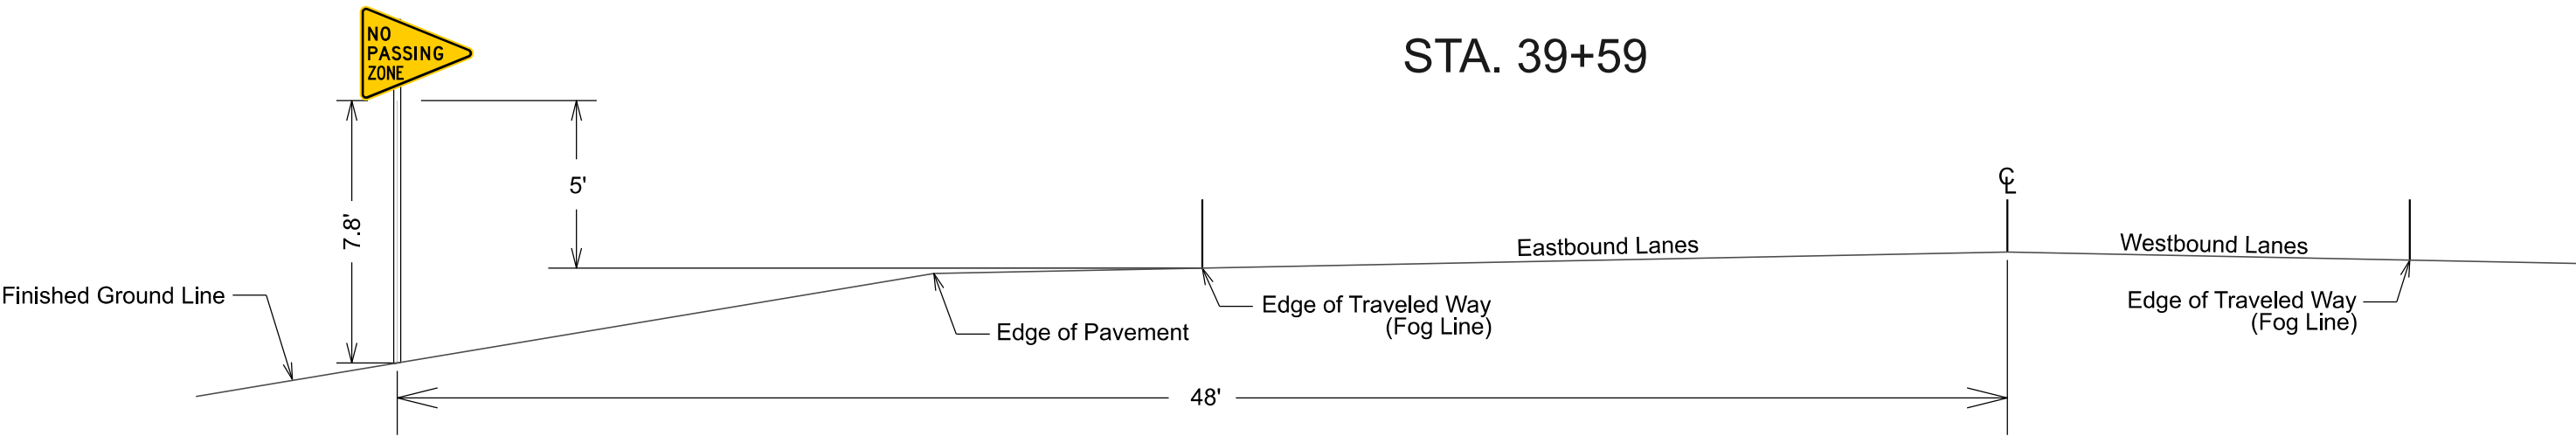 NO
PASSING
ZONE
STA. 39+59
5'
7.8'
℄
Eastbound Lanes
Westbound Lanes
Finished Ground Line
Edge of Traveled Way
(Fog Line)
Edge of Traveled Way
(Fog Line)
Edge of Pavement
48'